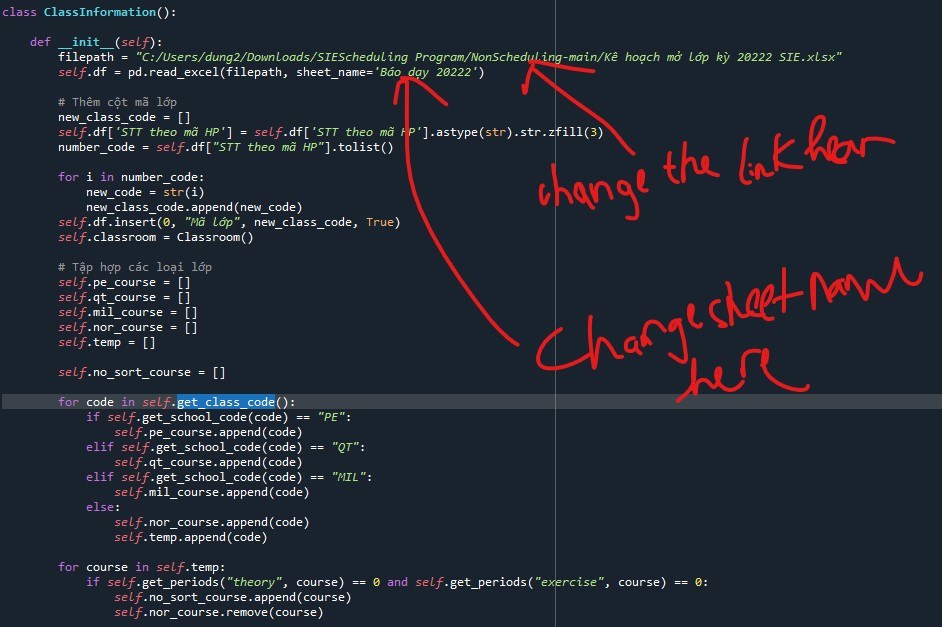 class ClassInformation():
    def __init__(self):
        filepath = "C:/Users/dung2/Downloads/SIEScheduling Program/NonScheduling-main/Kê hoạch mở lớp kỳ 20222 SIE.xlsx"
        self.df = pd.read_excel(filepath, sheet_name='Báo dạy 20222')
        # Thêm cột mã lớp
        new_class_code = []
        self.df['STT theo mã HP'] = self.df['STT theo mã HP'].astype(str).str.zfill(3)
        number_code = self.df["STT theo mã HP"].tolist()
        for i in number_code:
            new_code = str(i)
            new_class_code.append(new_code)
        self.df.insert(0, "Mã lớp", new_class_code, True)
        self.classroom = Classroom()
        # Tập hợp các loại lớp
        self.pe_course = []
        self.qt_course = []
        self.mil_course = []
        self.nor_course = []
        self.temp = []
        self.no_sort_course = []
        for code in self.get_class_code():
            if self.get_school_code(code) == "PE":
                self.pe_course.append(code)
            elif self.get_school_code(code) == "QT":
                self.qt_course.append(code)
            elif self.get_school_code(code) == "MIL":
                self.mil_course.append(code)
            else:
                self.nor_course.append(code)
                self.temp.append(code)
        for course in self.temp:
            if self.get_periods("theory", course) == 0 and self.get_periods("exercise", course) == 0:
                self.no_sort_course.append(course)
                self.nor_course.remove(course)
change the link hear
Change sheet name
here